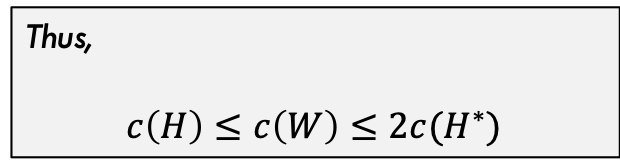 Thus,
c(H) ≤ c(W) ≤ 2c(H*)